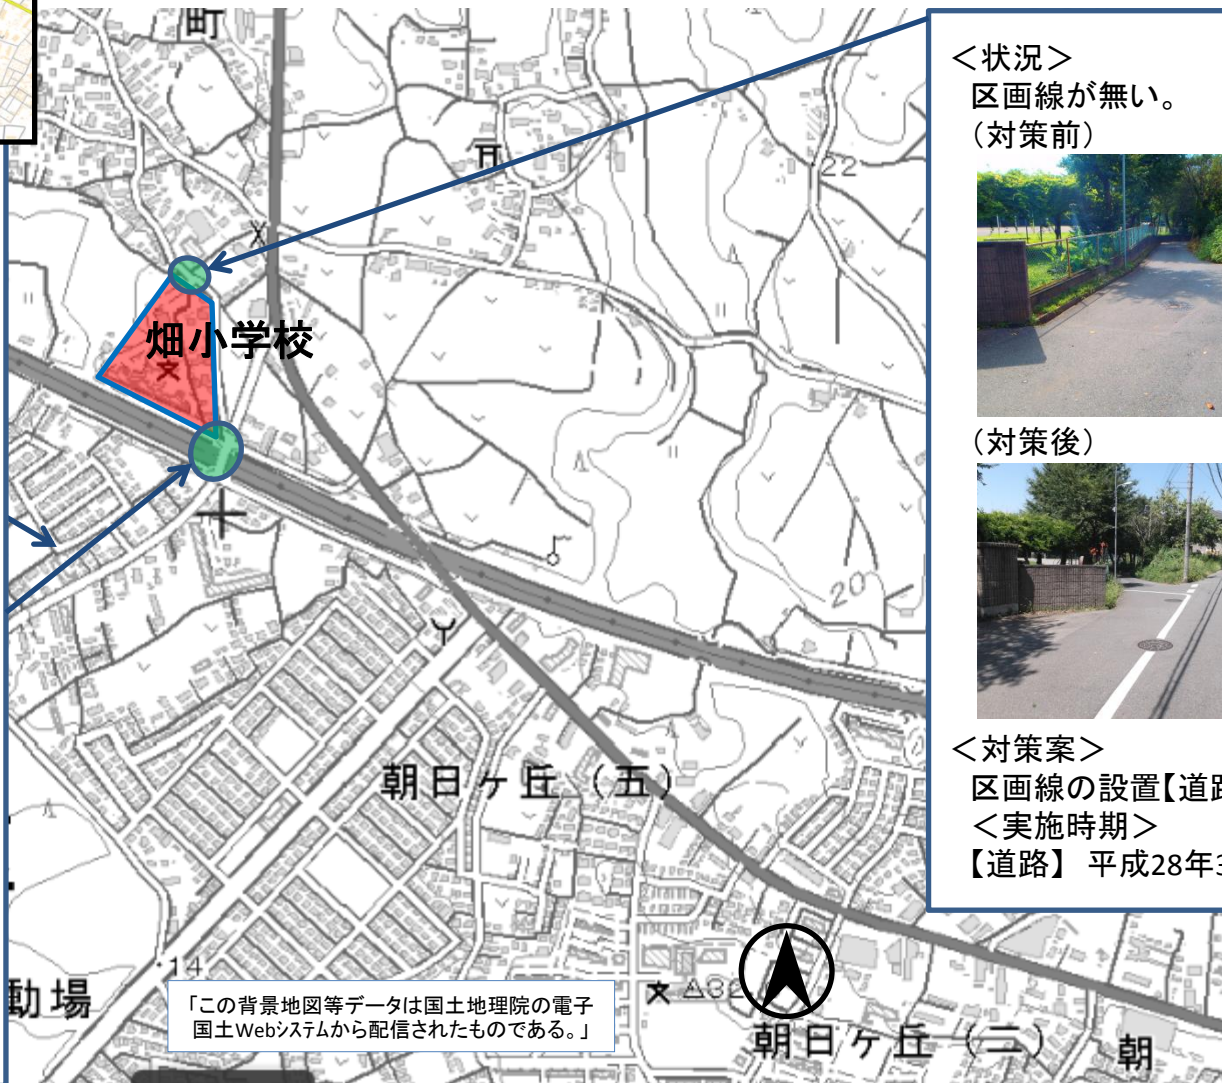 町
22
畑小学校
20
朝日ヶ丘（五）
14
動場
32
朝日ヶ丘（二）
朝
「この背景地図等データは国土地理院の電子
国土Webシステムから配信されたものである。」
＜状況＞
区画線が無い。
（対策前）
（対策後）
＜対策案＞
区画線の設置【道路
＜実施時期＞
【道路】 平成28年3